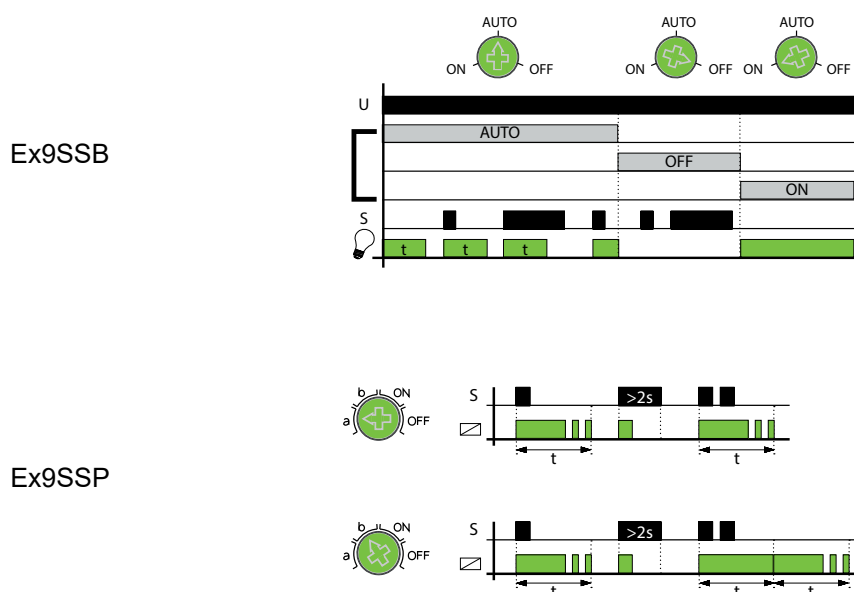 AUTO AUTO AUTO
ON OFF ON OFF ON OFF
U
AUTO
Ex9SSB
OFF
ON
S
t t t
b ON
a OFF
S >2s
t t
Ex9SSP
b ON
a OFF
S >2s
t t t